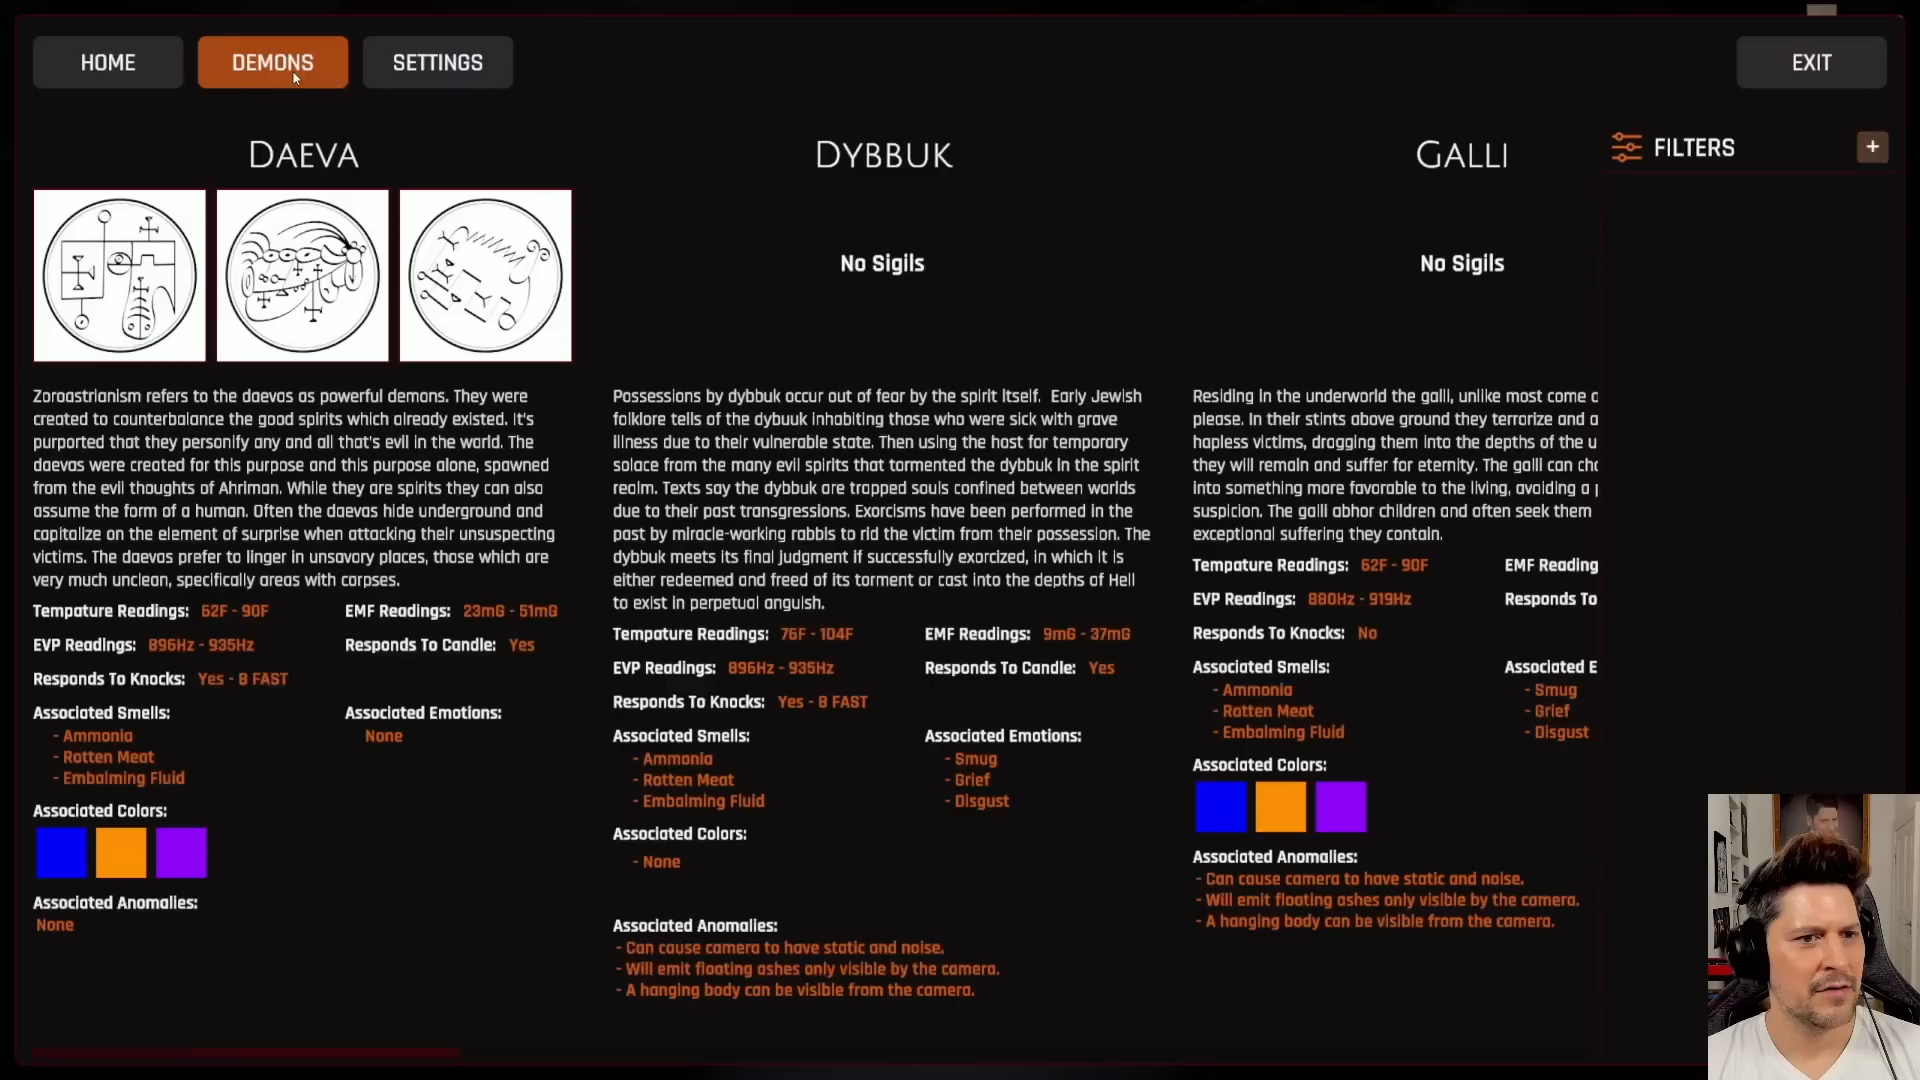 HOME
DEMONS
SETTINGS
EXIT
DAEVA
DYBBUK
GALLI
FILTERS
+
No Sigils
No Sigils
Zoroastrianism refers to the daevas as powerful demons. They were
created to counterbalance the good spirits which already existed. It's
purported that they personify any and all that's evil in the world. The
daevas were created for this purpose and this purpose alone, spawned
from the evil thoughts of Ahriman. While they are spirits they can also
assume the form of a human. Often the daevas hide underground and
capitalize on the element of surprise when attacking their unsuspecting
victims. The daevas prefer to linger in unsavory places, those which are
very much unclean, specifically areas with corpses.
Tempature Readings: 62F - 90F
EMF Readings: 23mG - 51mG
EVP Readings: 896Hz - 935Hz
Responds To Candle: Yes
Responds To Knocks: Yes - 8 FAST
Associated Smells:
- Ammonia
- Rotten Meat
- Embalming Fluid
Associated Emotions:
None
Associated Colors:
Associated Anomalies:
None
Possessions by dybbuk occur out of fear by the spirit itself. Early Jewish
folklore tells of the dybuuk inhabiting those who were sick with grave
illness due to their vulnerable state. Then using the host for temporary
solace from the many evil spirits that tormented the dybbuk in the spirit
realm. Texts say the dybbuk are trapped souls confined between worlds
due to their past transgressions. Exorcisms have been performed in the
past by miracle-working rabbis to rid the victim from their possession. The
dybbuk meets its final judgment if successfully exorcized, in which it is
either redeemed and freed of its torment or cast into the depths of Hell
to exist in perpetual anguish.
Tempature Readings: 76F - 104F
EMF Readings: 9mG - 37mG
EVP Readings: 896Hz - 935Hz
Responds To Candle: Yes
Responds To Knocks: Yes - 8 FAST
Associated Smells:
- Ammonia
- Rotten Meat
- Embalming Fluid
Associated Emotions:
- Smug
- Grief
- Disgust
Associated Colors:
- None
Associated Anomalies:
- Can cause camera to have static and noise.
- Will emit floating ashes only visible by the camera.
- A hanging body can be visible from the camera.
Residing in the underworld the galli, unlike most come
please. In their stints above ground they terrorize and
hapless victims, dragging them into the depths of the
they will remain and suffer for eternity. The galli can
into something more favorable to the living, avoiding a
suspicion. The galli abhor children and often seek them
exceptional suffering they contain.
Tempature Readings: 62F - 90F
EMF Reading
EVP Readings: 880Hz - 919Hz
Responds To
Responds To Knocks: No
Associated Smells:
- Ammonia
- Rotten Meat
- Embalming Fluid
Associated E
- Smug
- Grief
- Disgust
Associated Colors:
Associated Anomalies:
- Can cause camera to have static and noise.
- Will emit floating ashes only visible by the camera.
- A hanging body can be visible from the camera.